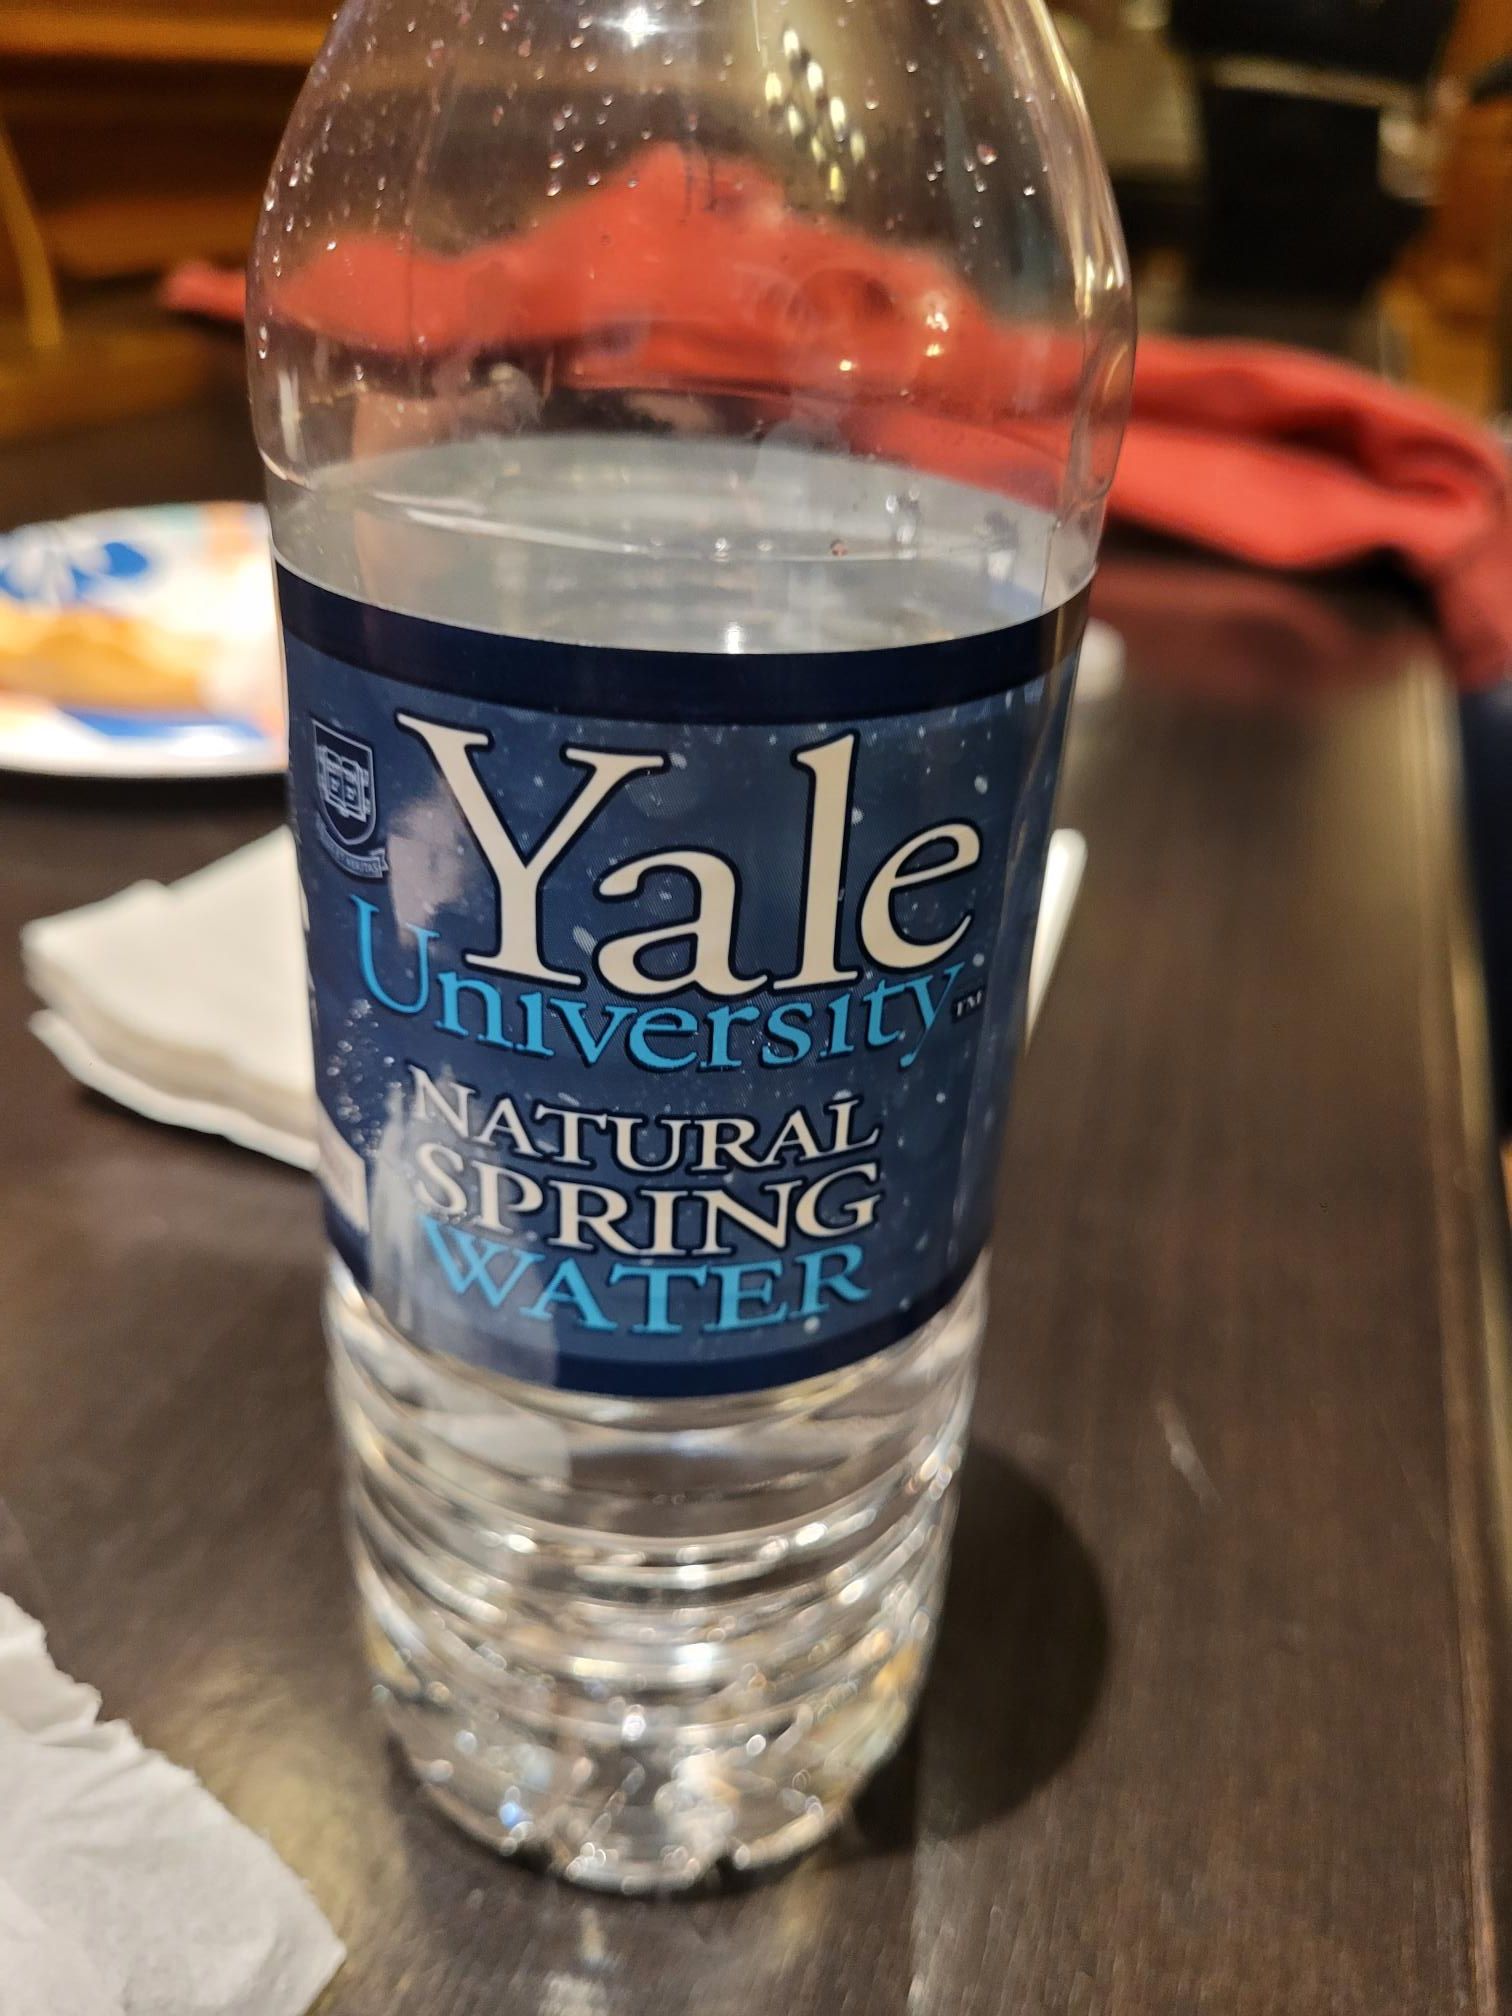 Yale
University™
NATURAL
SPRING
WATER